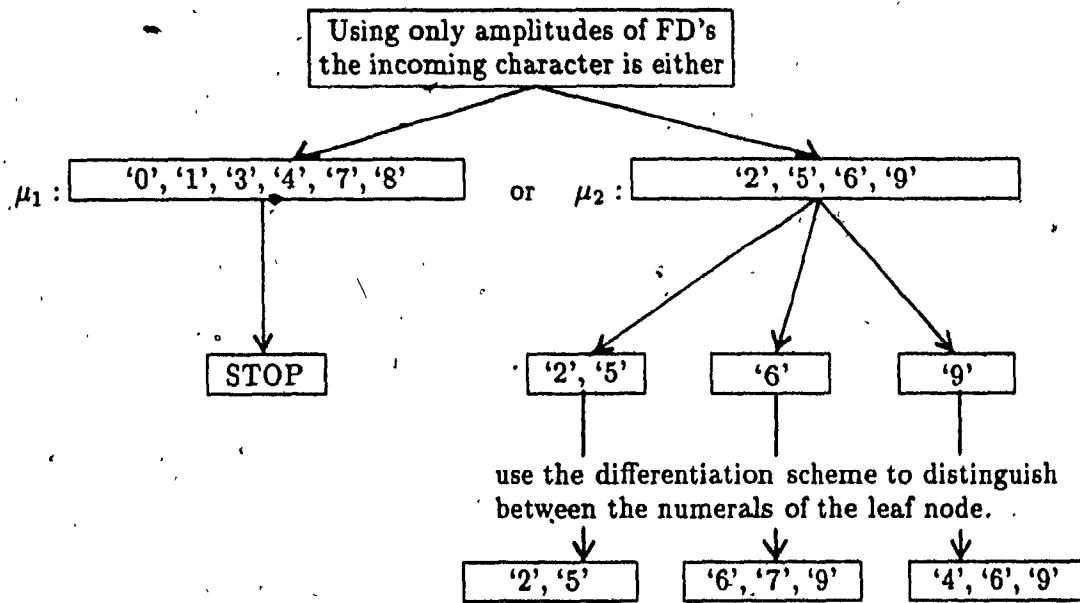 Using only amplitudes of FD's
the incoming character is either
μ₁ : '0', '1', '3', '4', '7', '8' or μ₂ : '2', '5', '6', '9'
STOP '2', '5' '6' '9'
use the differentiation scheme to distinguish
between the numerals of the leaf node.
'2', '5' '6', '7', '9' '4', '6', '9'